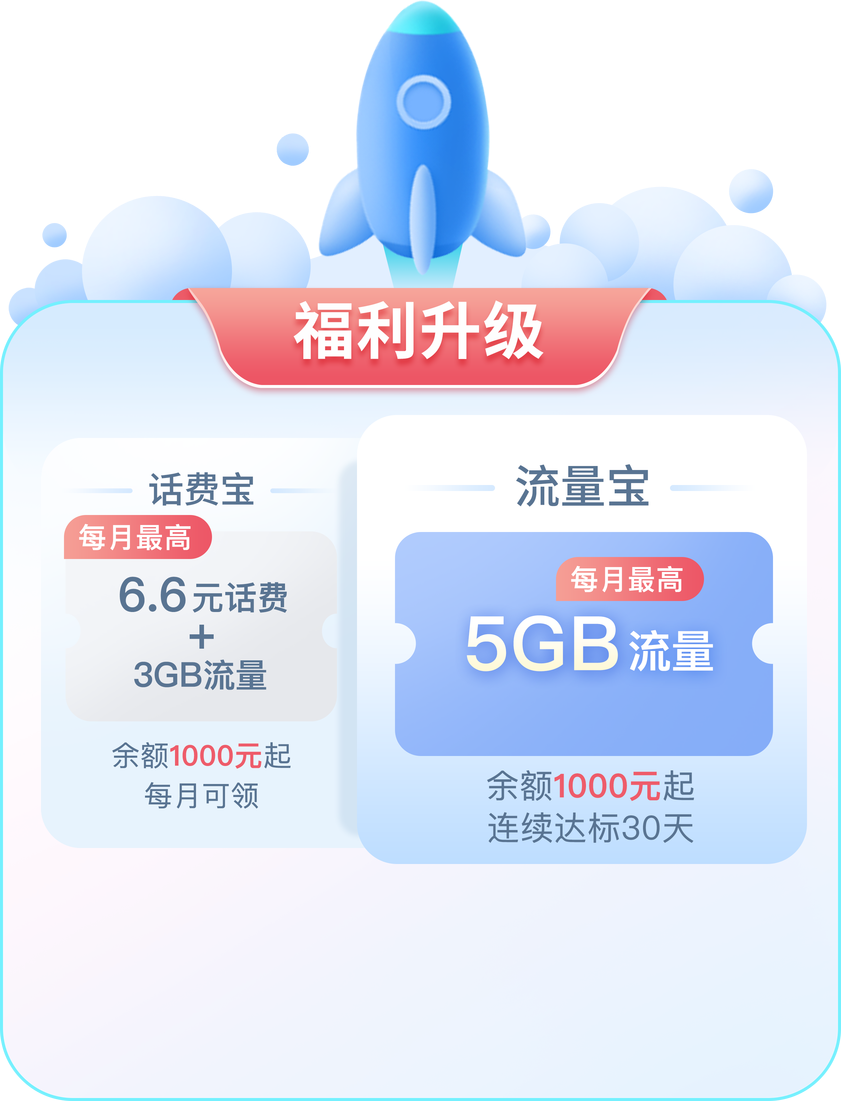 福利升级
话费宝
每月最高
6.6元话费
+
3GB流量
余额1000元起
每月可领
流量宝
每月最高
5GB流量
余额1000元起
连续达标30天